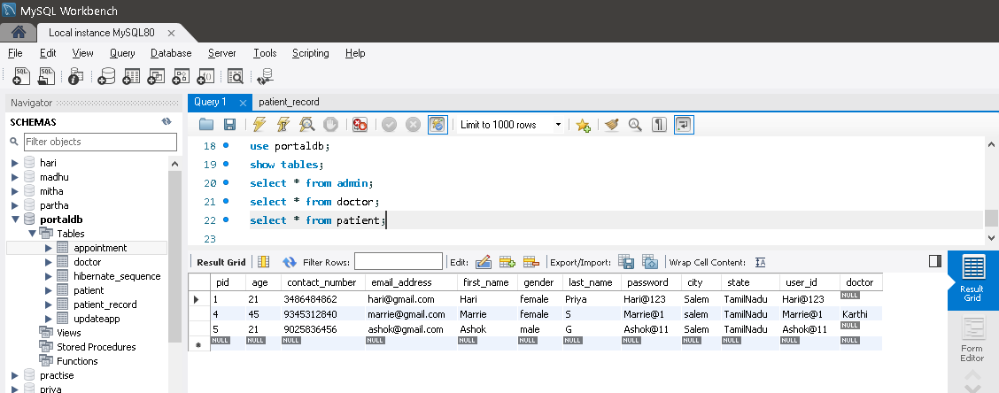 MySQL Workbench
Local instance MySQL80
File Edit View Query Database Server Tools Scripting Help
Navigator
SCHEMAS
Filter objects
hari
madhu
mitha
partha
portaldb
Tables
appointment
doctor
hibernate_sequence
patient
patient_record
updateapp
Views
Stored Procedures
Functions
practise
priya
Query 1 patient_record
Limit to 1000 rows
18 use portaldb;
19 show tables;
20 select * from admin;
21 select * from doctor;
22 select * from patient;
23
Result Grid Filter Rows: Edit: Export/Import: Wrap Cell Content: IA
pid age contact_number email_address first_name gender last_name password city state user_id doctor
1 21 3486484862 hari@gmail.com Hari female Priya Hari@123 Salem TamilNadu Hari@123 NULL
4 45 9345312840 marrie@gmail.com Marrie female S Marrie@1 salem TamilNadu Marrie@1 Karthi
5 21 9025836456 ashok@gmail.com Ashok male G Ashok@11 Salem TamilNadu Ashok@11 NULL
NULL NULL NULL NULL NULL NULL NULL NULL NULL NULL NULL NULL
Result
Grid
Form
Editor